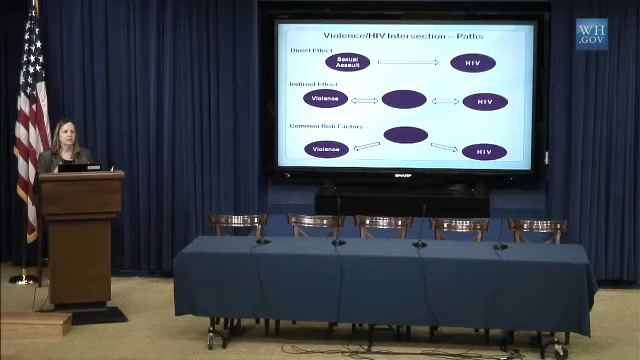 WH
.GOV
Violence/HIV Intersection – Paths
Direct Effect
Sexual
Assault
HIV
Indirect Effect
Violence
HIV
Common Risk Factors
Violence
HIV
SHARP